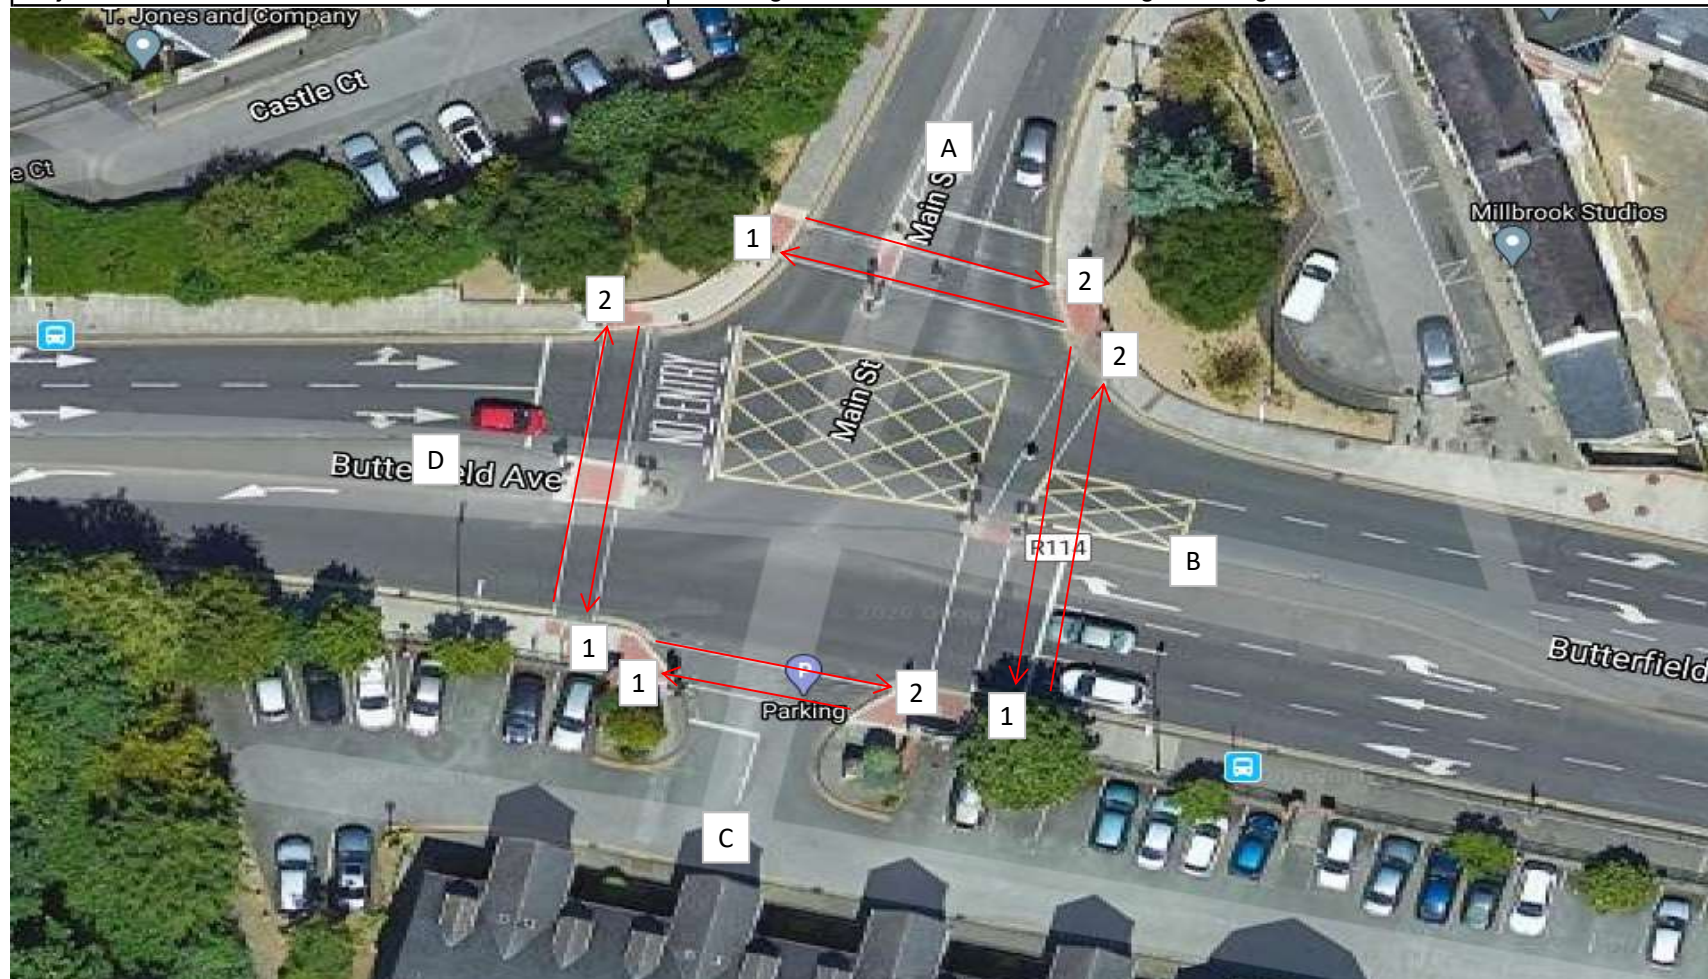 T. Jones and Company
Castle Ct
e Ct
A
Main S
Millbrook Studios
1
2
2
2
NO-ENTRY
Main St
D
Butte
ld Ave
R114
B
1
1
2
1
Parking
Butterfield
C